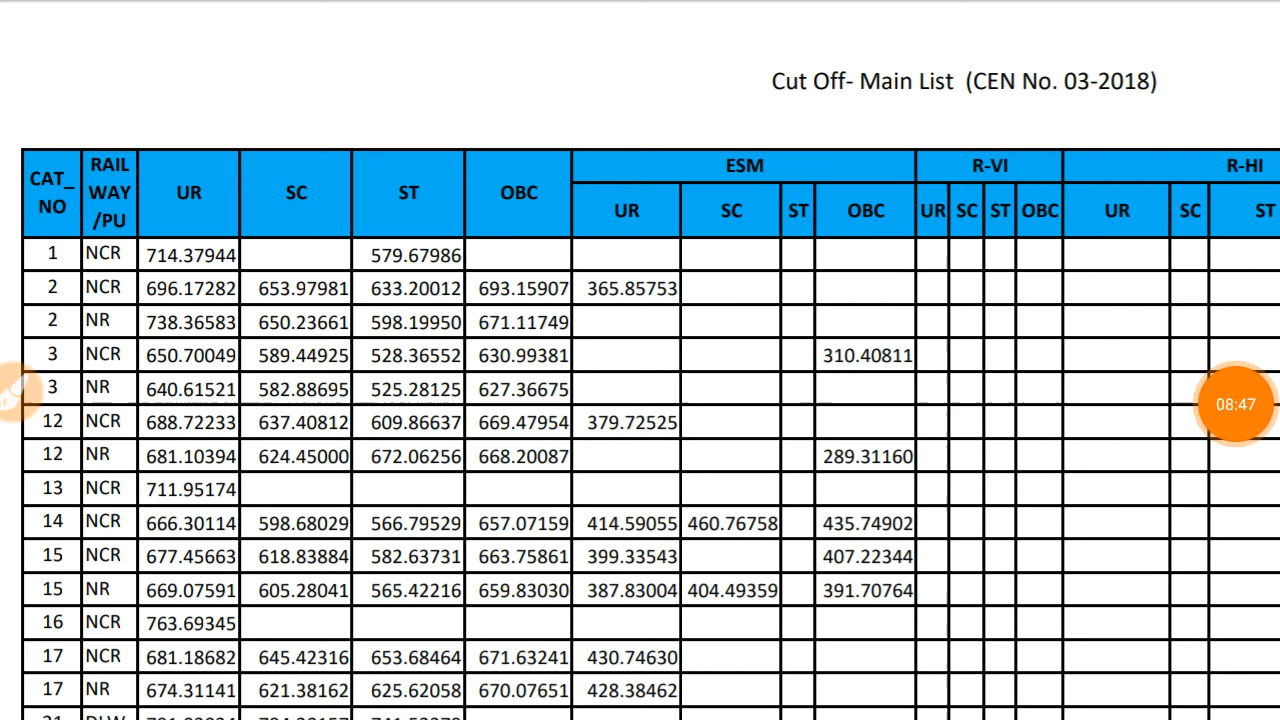 Cut Off- Main List (CEN No. 03-2018)
CAT_NO RAILWAY/PU UR SC ST OBC ESM R-VI R-HI
UR SC ST OBC UR SC ST OBC UR SC ST
1 NCR 714.37944 579.67986
2 NCR 696.17282 653.97981 633.20012 693.15907 365.85753
2 NR 738.36583 650.23661 598.19950 671.11749
3 NCR 650.70049 589.44925 528.36552 630.99381 310.40811
3 NR 640.61521 582.88695 525.28125 627.36675
12 NCR 688.72233 637.40812 609.86637 669.47954 379.72525
12 NR 681.10394 624.45000 672.06256 668.20087 289.31160
13 NCR 711.95174
14 NCR 666.30114 598.68029 566.79529 657.07159 414.59055 460.76758 435.74902
15 NCR 677.45663 618.83884 582.63731 663.75861 399.33543 407.22344
15 NR 669.07591 605.28041 565.42216 659.83030 387.83004 404.49359 391.70764
16 NCR 763.69345
17 NCR 681.18682 645.42316 653.68464 671.63241 430.74630
17 NR 674.31141 621.38162 625.62058 670.07651 428.38462
08:47